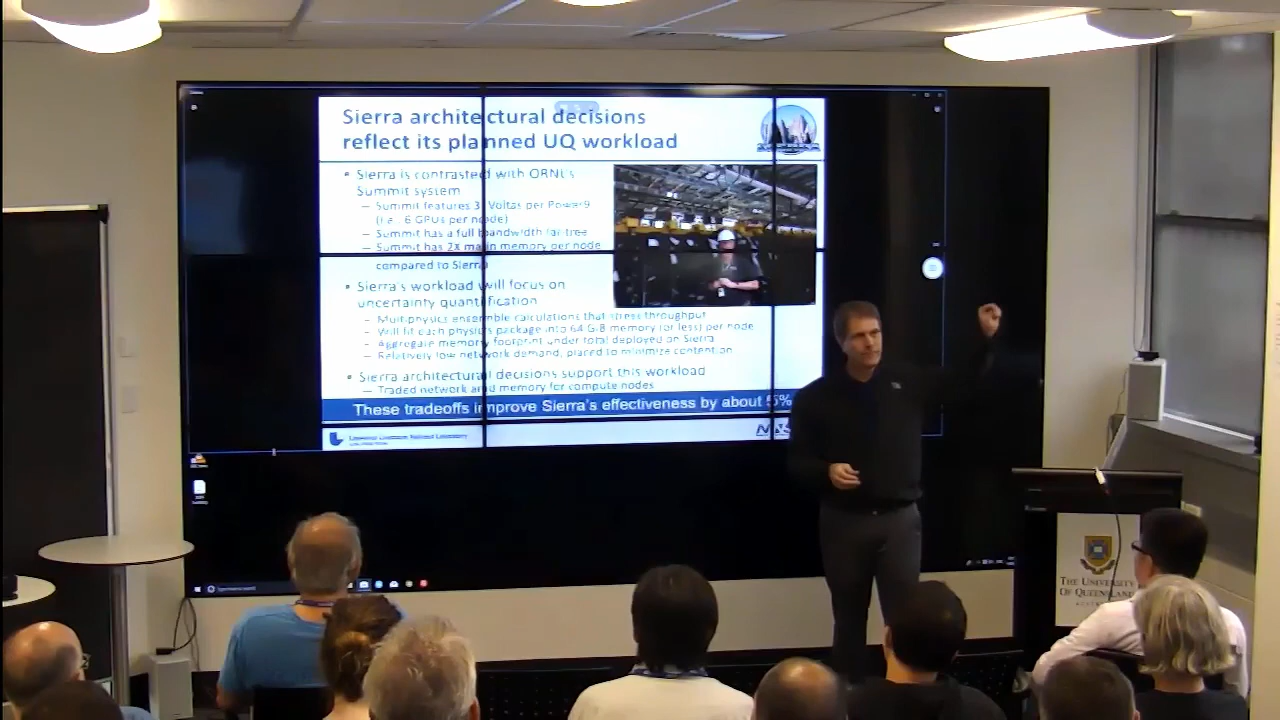 Sierra architectural decisions
reflect its planned UQ workload
• Sierra is contrasted with ORNL's
Summit system
– Summit features 3 Voltas per Power9
(i.e., 6 GPUs per node)
– Summit has a full bandwidth fat-tree
– Summit has 2X main memory per node
compared to Sierra
• Sierra's workload will focus on
uncertainty quantification
– Multiphysics ensemble calculations that stress throughput
– Will fit each physics package into 64 GiB memory (or less) per node
– Aggregate memory footprint under total deployed on Sierra
– Relatively low network demand, placed to minimize contention
• Sierra architectural decisions support this workload
– Traded network and memory for compute nodes
These tradeoffs improve Sierra's effectiveness by about 5%
Lawrence Livermore National Laboratory
THE UNIVERSITY
OF QUEENSLAND